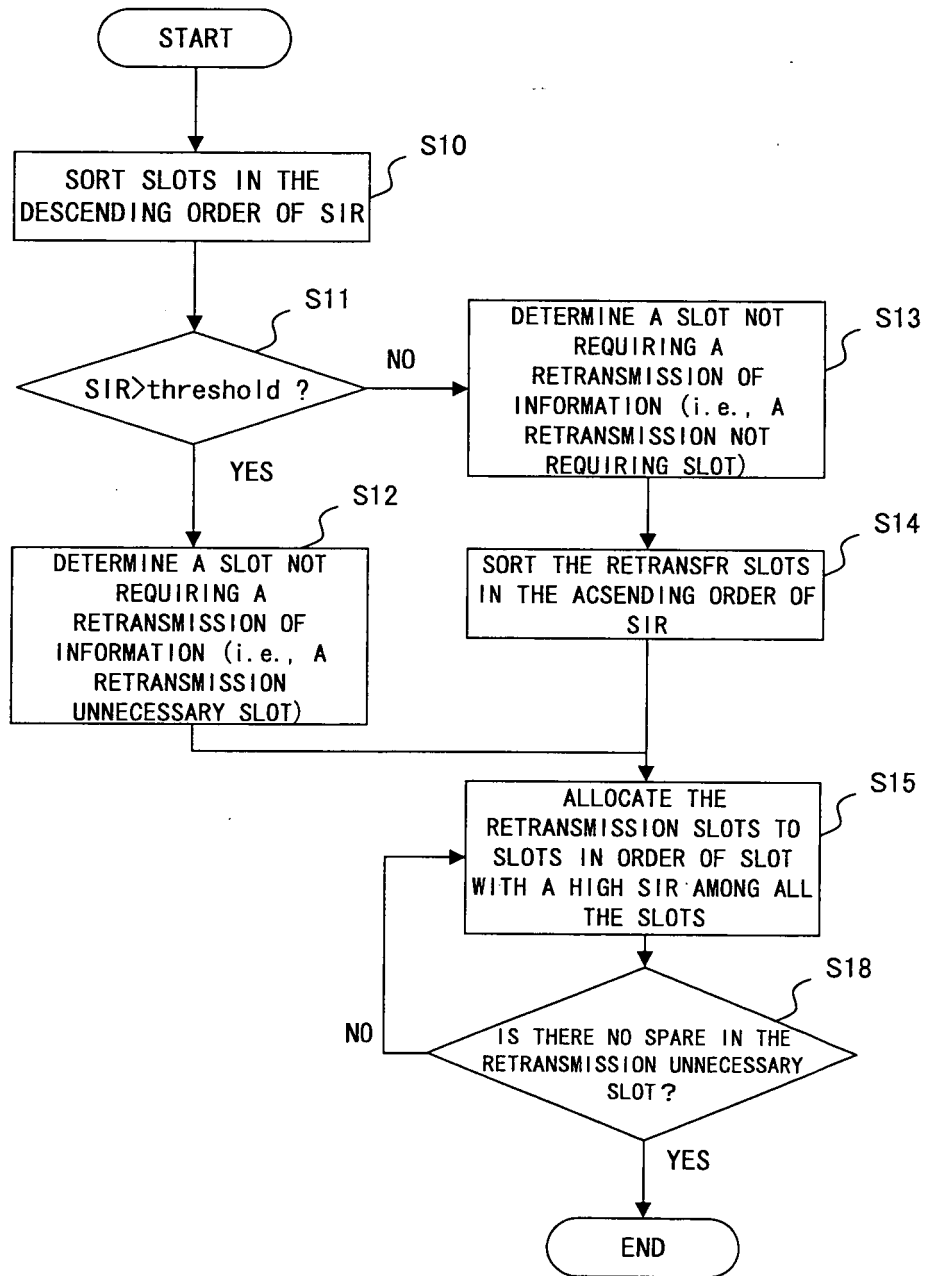 START
S10
SORT SLOTS IN THE
DESCENDING ORDER OF SIR
S11
SIR>threshold ?
NO
YES
S13
DETERMINE A SLOT NOT
REQUIRING A
RETRANSMISSION OF
INFORMATION (i.e., A
RETRANSMISSION NOT
REQUIRING SLOT)
S12
DETERMINE A SLOT NOT
REQUIRING A
RETRANSMISSION OF
INFORMATION (i.e., A
RETRANSMISSION
UNNECESSARY SLOT)
S14
SORT THE RETRANSFR SLOTS
IN THE ACSENDING ORDER OF
SIR
S15
ALLOCATE THE
RETRANSMISSION SLOTS TO
SLOTS IN ORDER OF SLOT
WITH A HIGH SIR AMONG ALL
THE SLOTS
S18
NO
IS THERE NO SPARE IN THE
RETRANSMISSION UNNECESSARY
SLOT?
YES
END